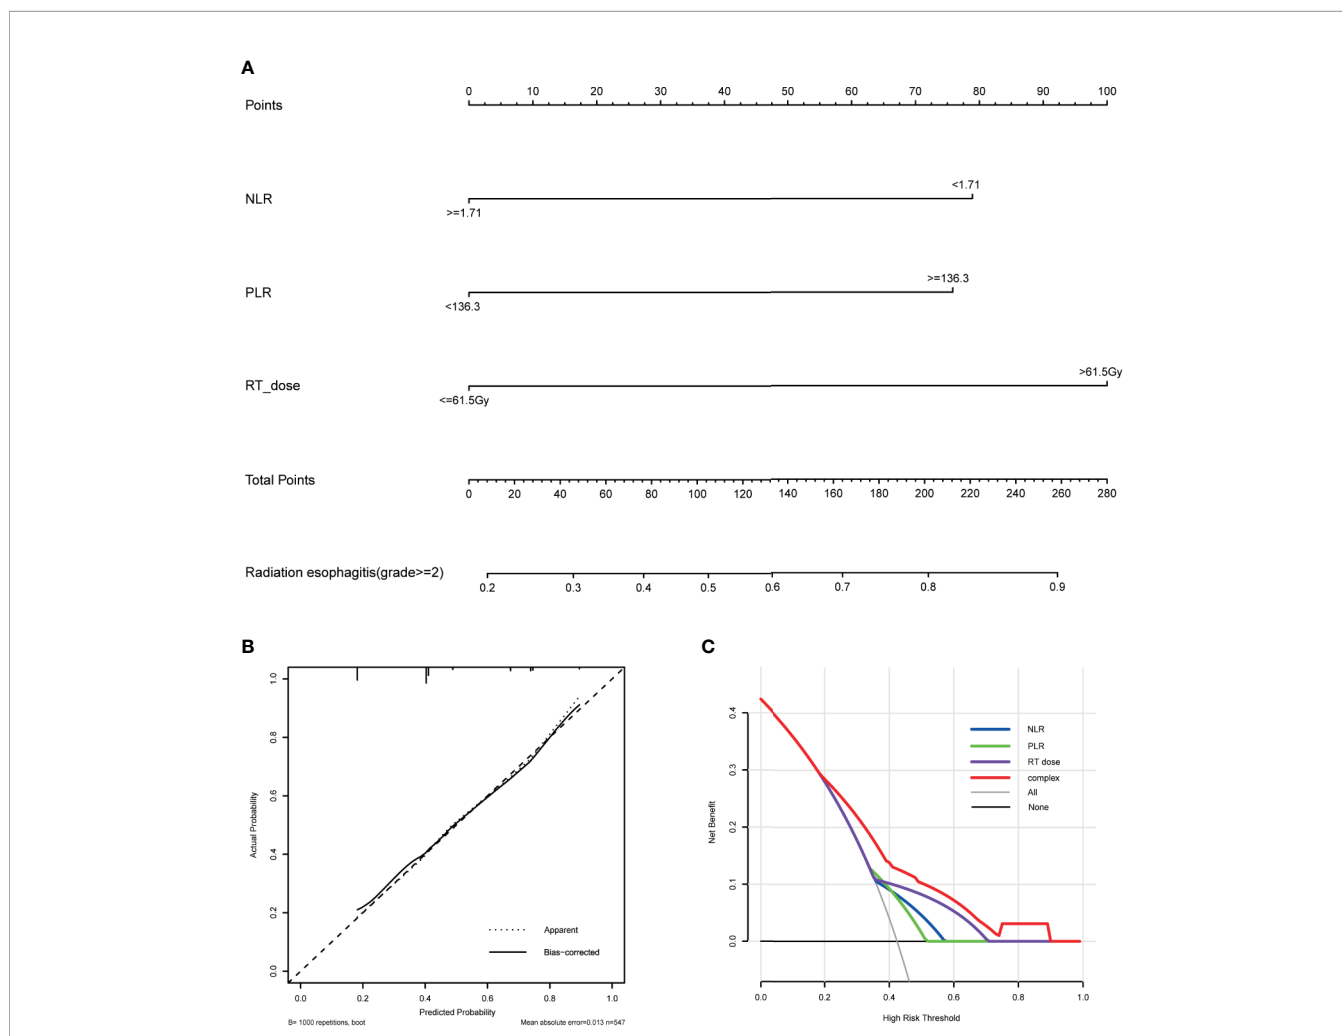 A
Points
0 10 20 30 40 50 60 70 80 90 100
NLR
<1.71
>=1.71
PLR
>=136.3
<136.3
RT_dose
>61.5Gy
<=61.5Gy
Total Points
0 20 40 60 80 100 120 140 160 180 200 220 240 260 280
Radiation esophagitis(grade>=2)
0.2 0.3 0.4 0.5 0.6 0.7 0.8 0.9
B
Actual Probability
1.0
0.8
0.6
0.4
0.2
0.0
Apparent
Bias-corrected
0.0 0.2 0.4 0.6 0.8 1.0
Predicted Probability
B= 1000 repetitions, boot
Mean absolute error=0.013 n=547
C
Net Benefit
0.4
0.3
0.2
0.1
0.0
NLR
PLR
RT dose
complex
All
None
0.0 0.2 0.4 0.6 0.8 1.0
High Risk Threshold